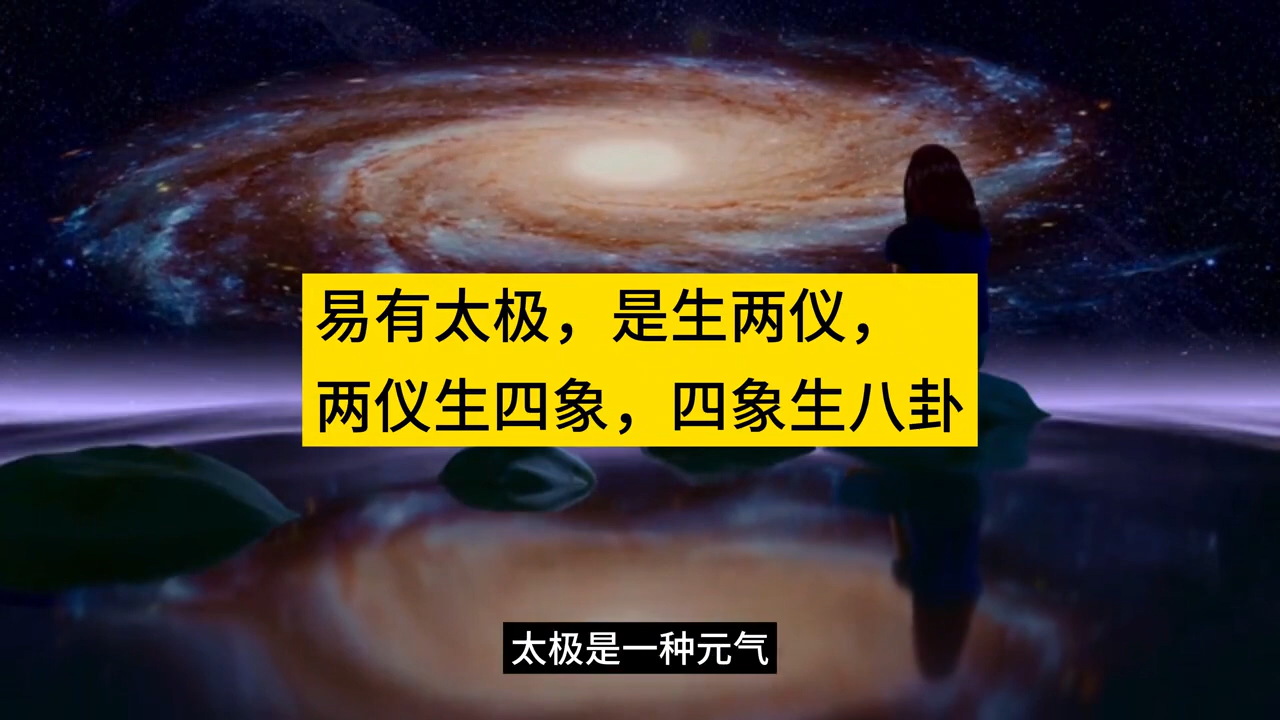 易有太极，是生两仪，
两仪生四象，四象生八卦
太极是一种元气